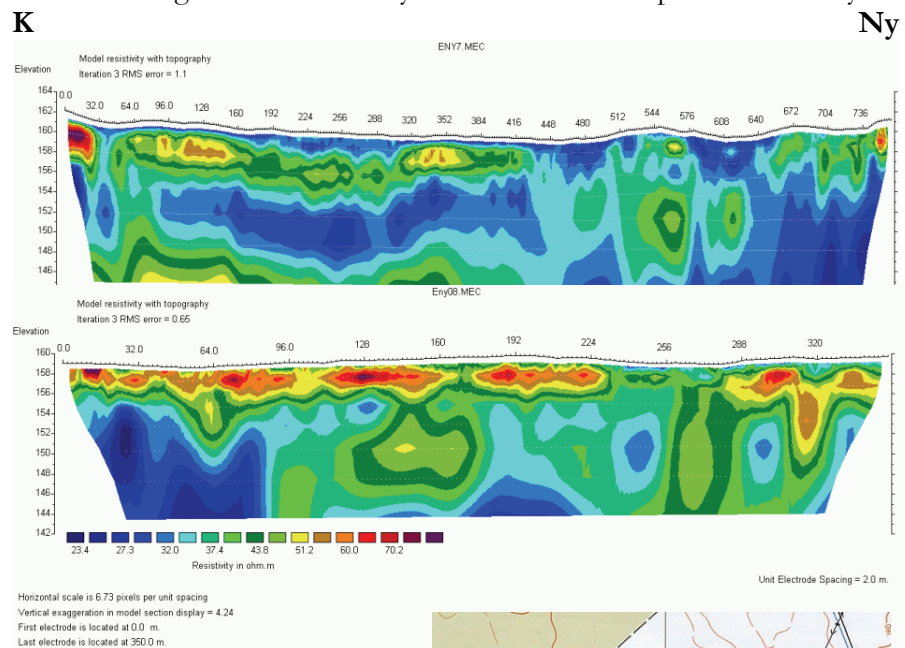 K Ny
ENY7.MEC
Model resistivity with topography
Iteration 3 RMS error = 1.1
Elevation
0.0 32.0 64.0 96.0 128 160 192 224 256 288 320 352 384 416 448 480 512 544 576 608 640 672 704 736
164
162
160
158
156
154
152
150
148
146
Eny08.MEC
Model resistivity with topography
Iteration 3 RMS error = 0.65
Elevation
0.0 32.0 64.0 96.0 128 160 192 224 256 288 320
160
158
156
154
152
150
148
146
144
142
23.4 27.3 32.0 37.4 43.8 51.2 60.0 70.2
Resistivity in ohm.m
Unit Electrode Spacing = 2.0 m.
Horizontal scale is 6.73 pixels per unit spacing
Vertical exaggeration in model section display = 4.24
First electrode is located at 0.0 m.
Last electrode is located at 350.0 m.